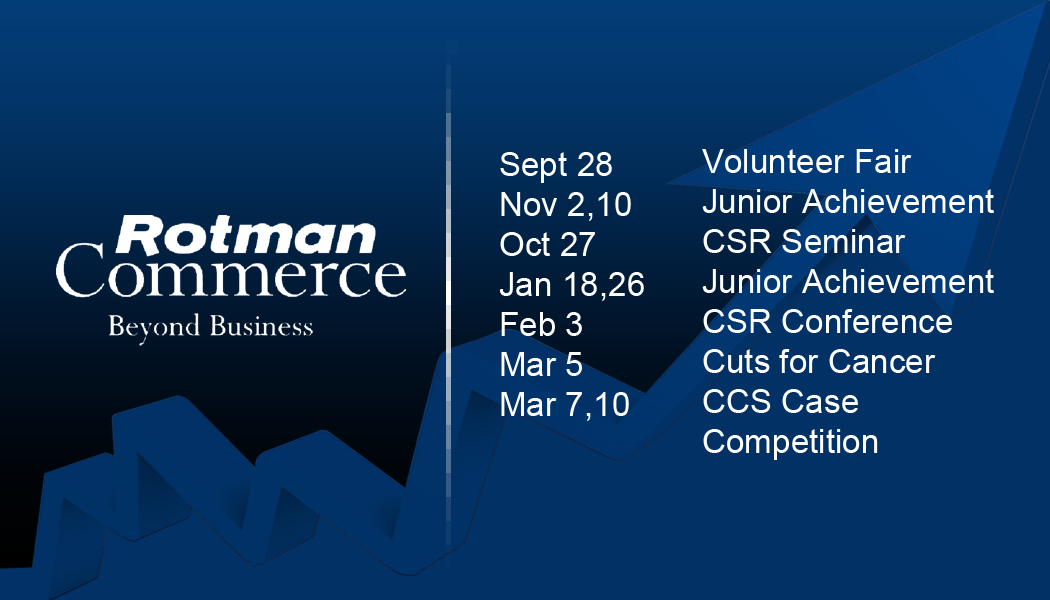 Rotman
Commerce
Beyond Business
Sept 28 Volunteer Fair
Nov 2,10 Junior Achievement
Oct 27 CSR Seminar
Jan 18,26 Junior Achievement
Feb 3 CSR Conference
Mar 5 Cuts for Cancer
Mar 7,10 CCS Case
Competition